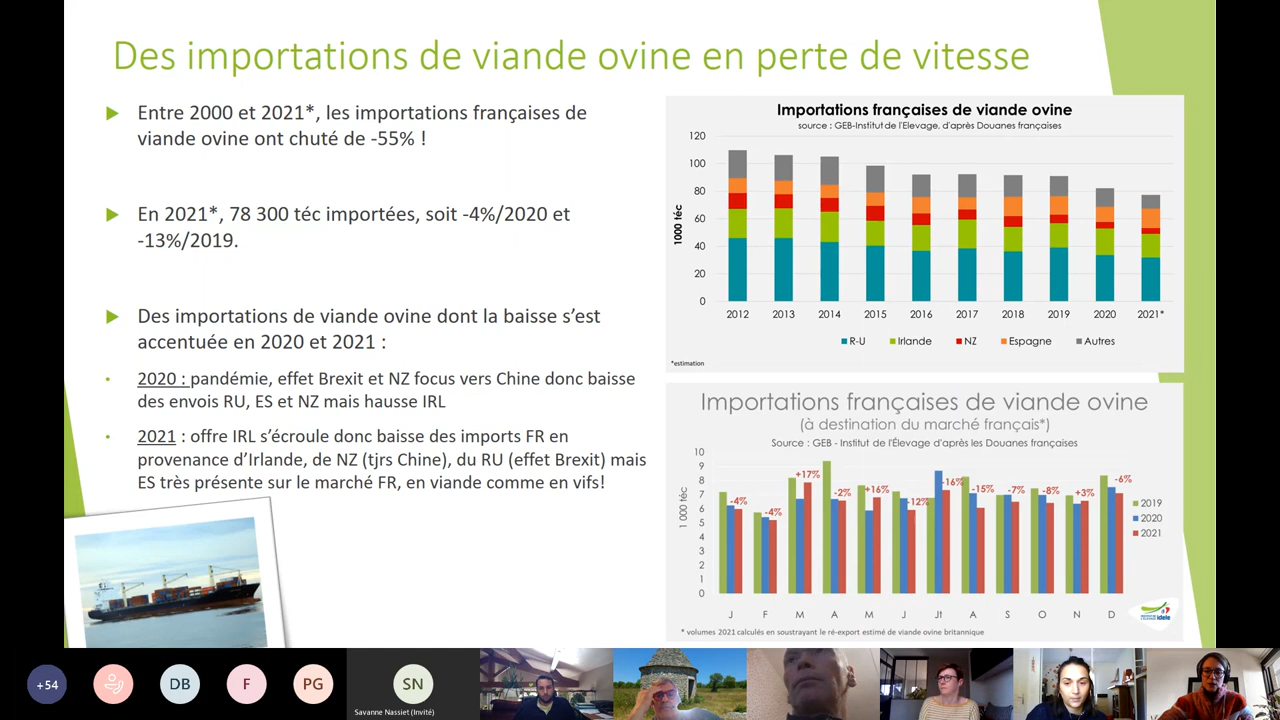 Des importations de viande ovine en perte de vitesse
Entre 2000 et 2021*, les importations françaises de
viande ovine ont chuté de -55% !
En 2021*, 78 300 téc importées, soit -4%/2020 et
-13%/2019.
Des importations de viande ovine dont la baisse s’est
accentuée en 2020 et 2021 :
2020 : pandémie, effet Brexit et NZ focus vers Chine donc baisse
des envois RU, ES et NZ mais hausse IRL
2021 : offre IRL s’écroule donc baisse des imports FR en
provenance d’Irlande, de NZ (tjrs Chine), du RU (effet Brexit) mais
ES très présente sur le marché FR, en viande comme en vifs!
Importations françaises de viande ovine
source : GEB-Institut de l'Elevage, d'après Douanes françaises
120
100
80
60
40
20
0
1000 téc
2012 2013 2014 2015 2016 2017 2018 2019 2020 2021*
R-U Irlande NZ Espagne Autres
*estimation
Importations françaises de viande ovine
(à destination du marché français*)
Source : GEB - Institut de l'Élevage d'après les Douanes françaises
10
9
8
7
6
5
4
3
2
1
0
1 000 téc
-4% -4% +17% -2% +16% -12% -16% -15% -7% -8% +3% -6%
2019
2020
2021
J F M A M J Jt A S O N D
* volumes 2021 calculés en soustrayant le ré-export estimé de viande ovine britannique
idele
+54 DB F PG SN
Savanne Nassiet (Invité)